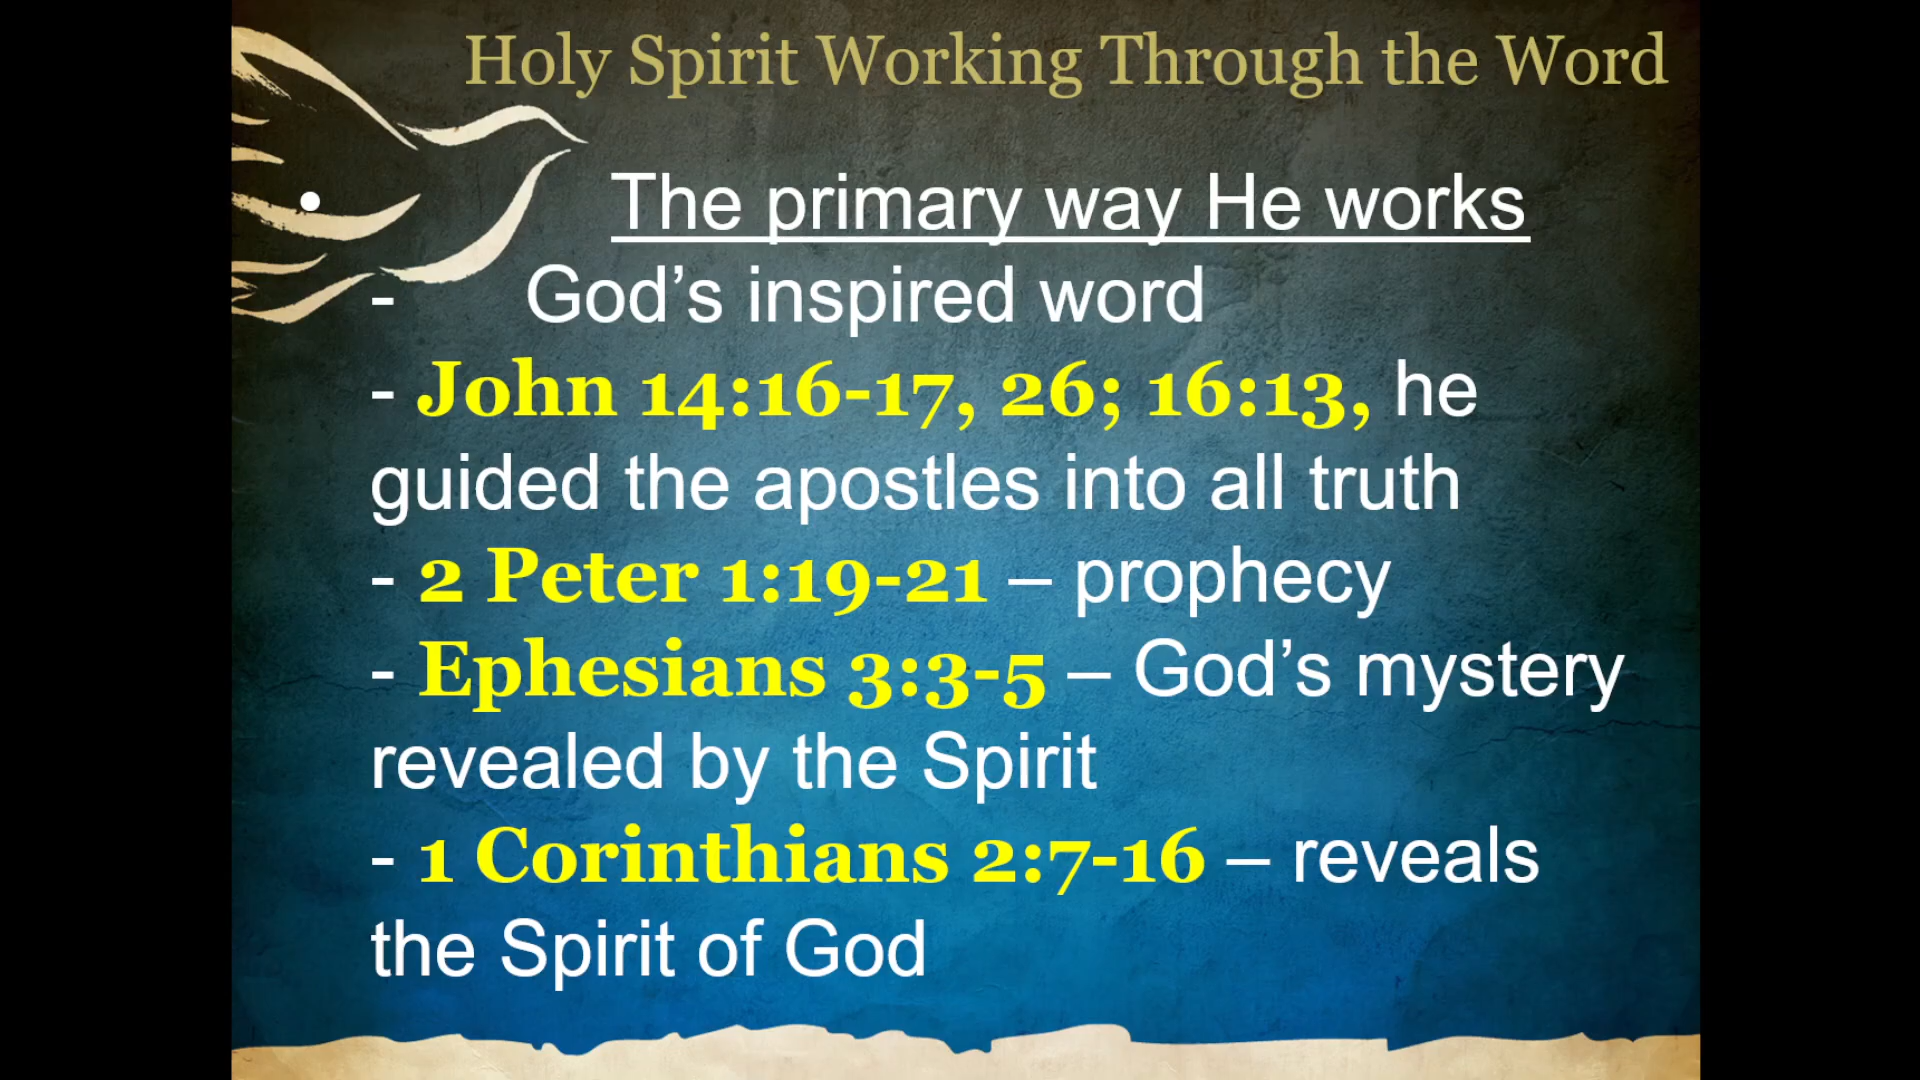 Holy Spirit Working Through the Word
• The primary way He works
- God’s inspired word
- John 14:16-17, 26; 16:13, he
guided the apostles into all truth
- 2 Peter 1:19-21 – prophecy
- Ephesians 3:3-5 – God’s mystery
revealed by the Spirit
- 1 Corinthians 2:7-16 – reveals
the Spirit of God